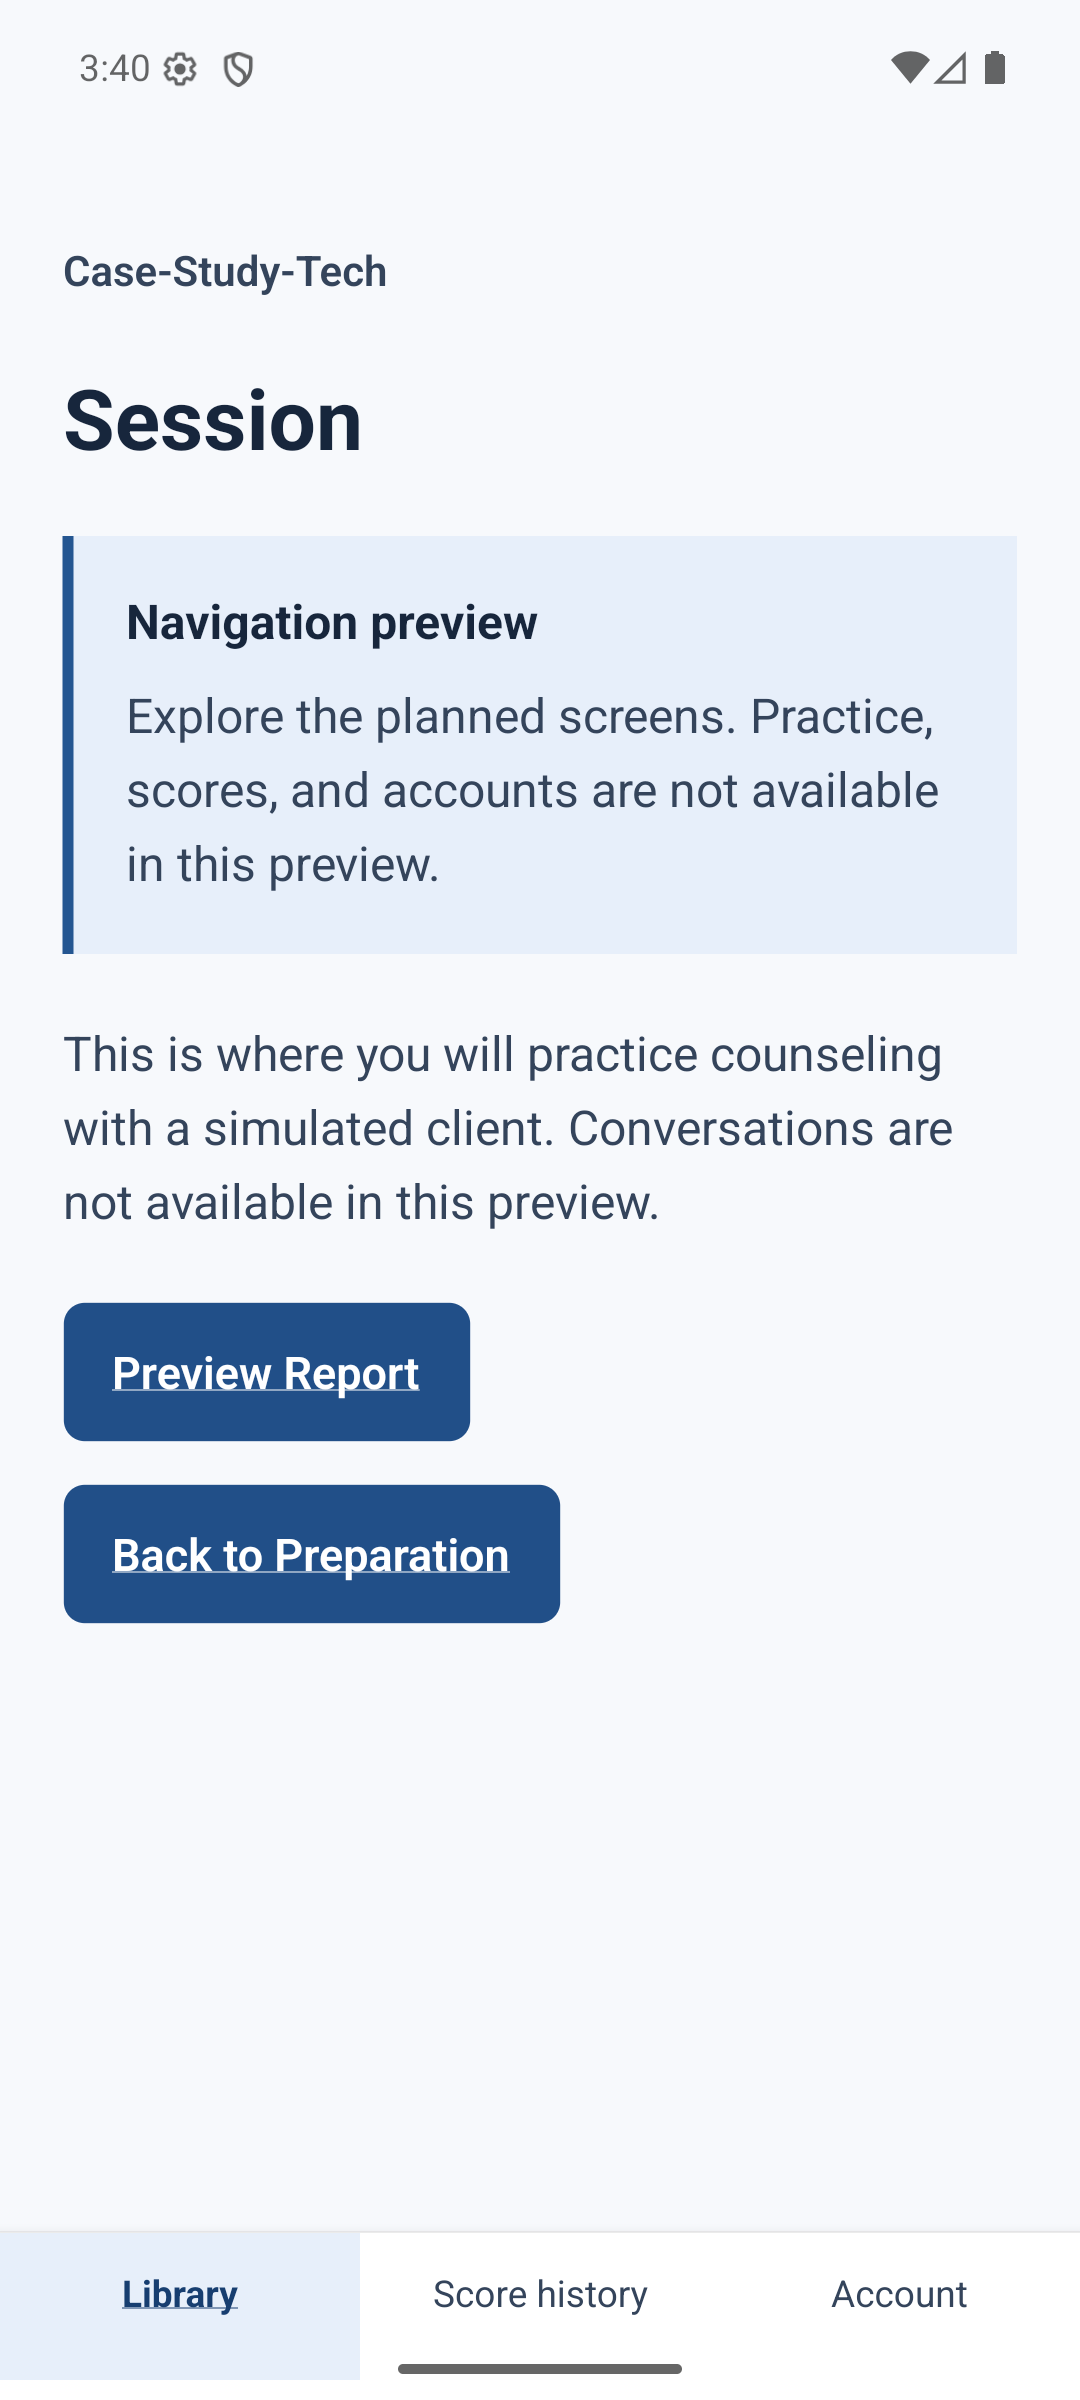 3:40
Case-Study-Tech
Session
Navigation preview
Explore the planned screens. Practice,
scores, and accounts are not available
in this preview.
This is where you will practice counseling
with a simulated client. Conversations are
not available in this preview.
Preview Report
Back to Preparation
Library
Score history
Account